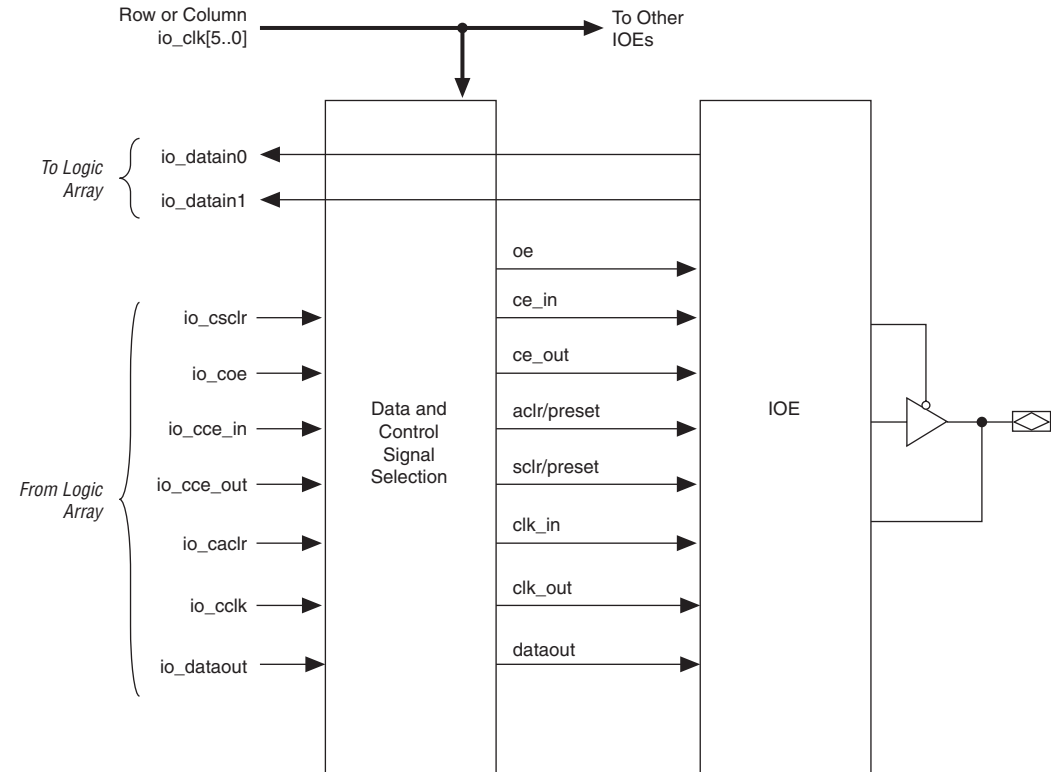 Row or Column
io_clk[5..0]
To Other
IOEs
To Logic
Array
io_datain0
io_datain1
oe
ce_in
ce_out
aclr/preset
sclr/preset
clk_in
clk_out
dataout
From Logic
Array
io_csclr
io_coe
io_cce_in
io_cce_out
io_caclr
io_cclk
io_dataout
Data and
Control
Signal
Selection
IOE